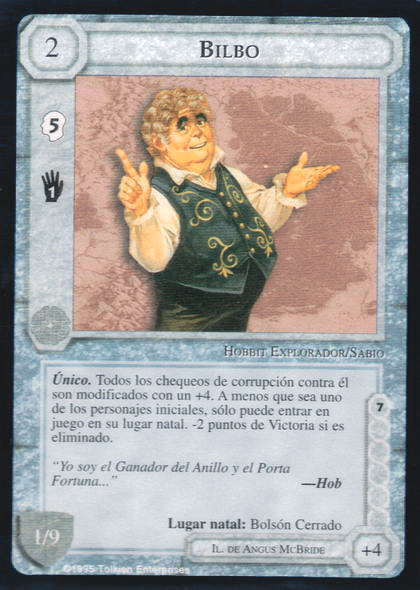 2
BILBO
5
1
HOBBIT EXPLORADOR/SABIO
Único. Todos los chequeos de corrupción contra él
son modificados con un +4. A menos que sea uno
de los personajes iniciales, sólo puede entrar en
juego en su lugar natal. -2 puntos de Victoria si es
eliminado.
7
“Yo soy el Ganador del Anillo y el Porta
Fortuna...”
—Hob
Lugar natal: Bolsón Cerrado
1/9
IL. DE ANGUS MCBRIDE
+4
©1995 Tolkien Enterprises